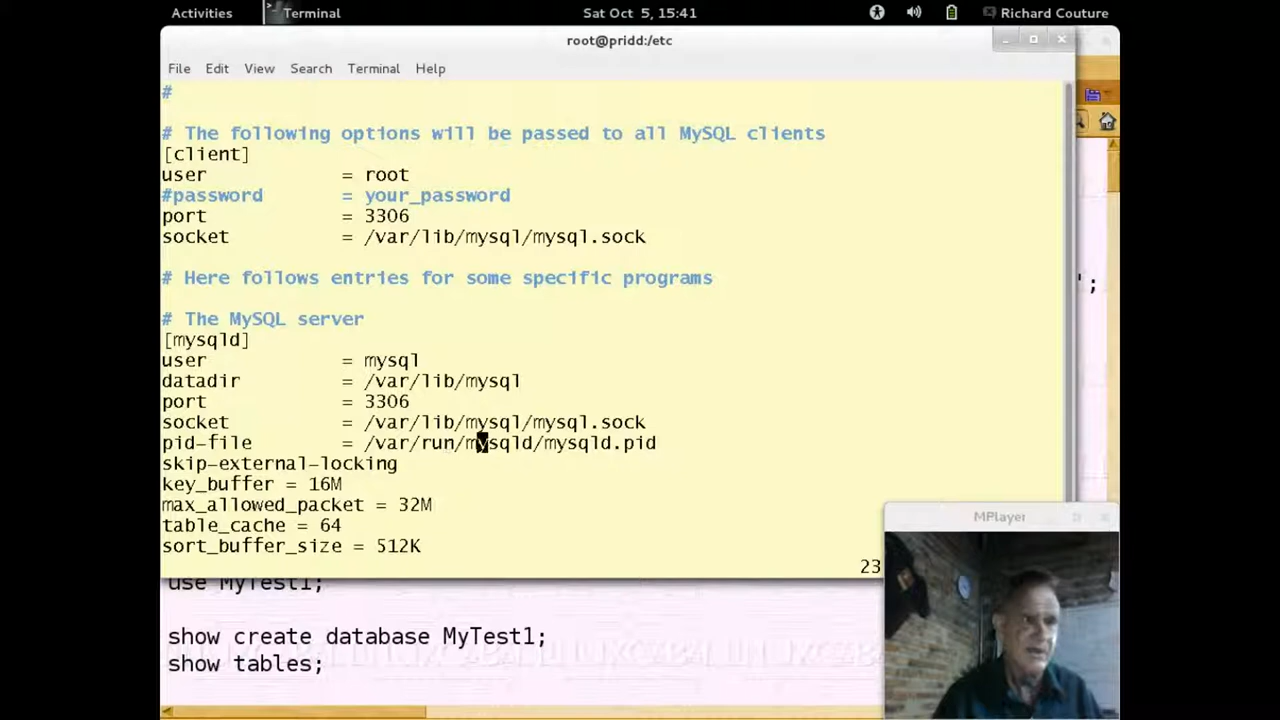 Activities Terminal Sat Oct 5, 15:41 Richard Couture
root@pridd:/etc
File Edit View Search Terminal Help
#
# The following options will be passed to all MySQL clients
[client]
user = root
#password = your_password
port = 3306
socket = /var/lib/mysql/mysql.sock
';
# Here follows entries for some specific programs
# The MySQL server
[mysqld]
user = mysql
datadir = /var/lib/mysql
port = 3306
socket = /var/lib/mysql/mysql.sock
pid-file = /var/run/mysqld/mysqld.pid
skip-external-locking
key_buffer = 16M
max_allowed_packet = 32M
table_cache = 64
sort_buffer_size = 512K
23
MPlayer
use MyTest1;
show create database MyTest1;
show tables;